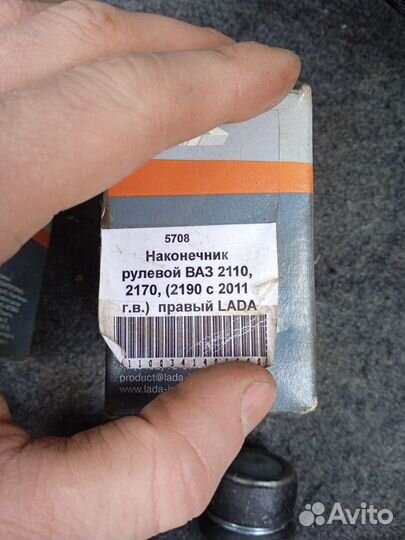 5708
Наконечник
рулевой ВАЗ 2110,
2170, (2190 с 2011
г.в.) правый LADA
product@lada-
www.lada-i
Avito